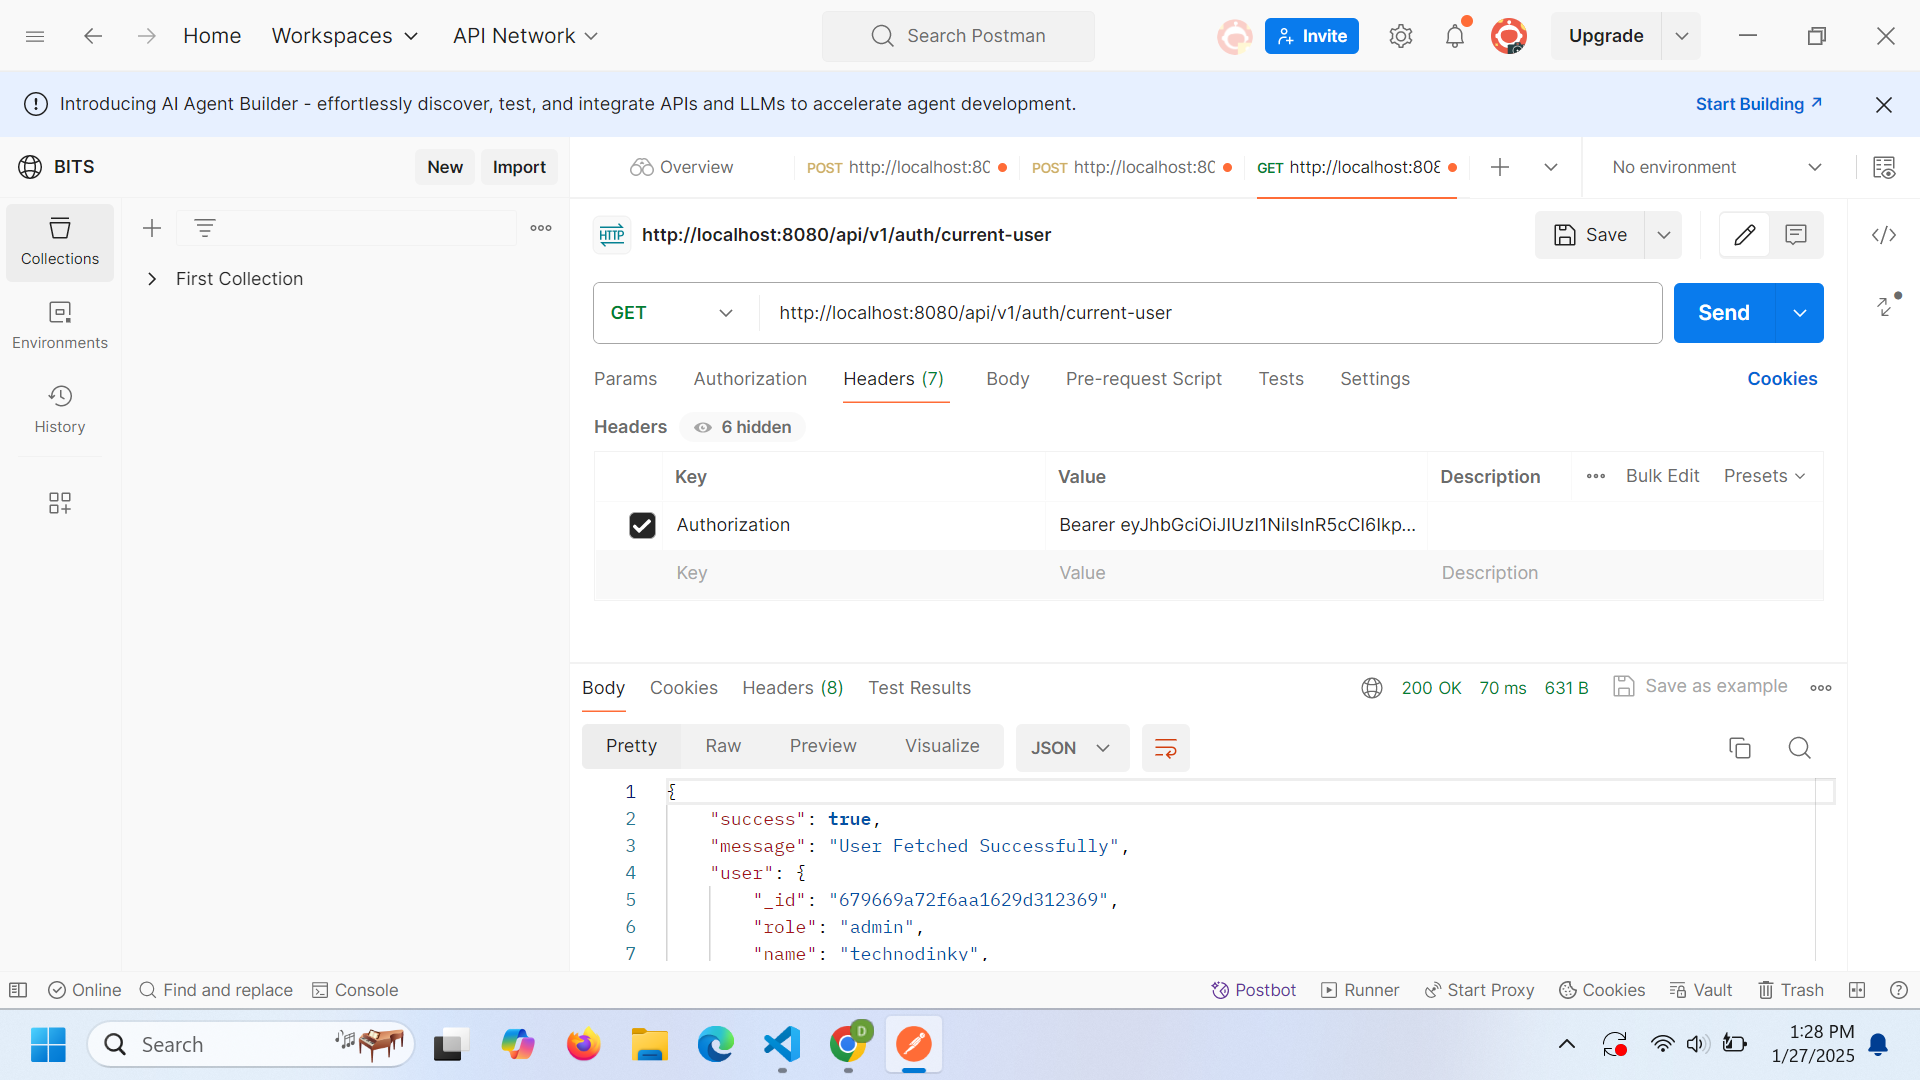 Home
Workspaces
API Network
Search Postman
Invite
Upgrade
Introducing AI Agent Builder - effortlessly discover, test, and integrate APIs and LLMs to accelerate agent development.
Start Building
BITS
New
Import
Overview
POST http://localhost:80
POST http://localhost:80
GET http://localhost:808
No environment
Collections
Environments
History
First Collection
HTTP
http://localhost:8080/api/v1/auth/current-user
Save
GET
http://localhost:8080/api/v1/auth/current-user
Send
Params
Authorization
Headers (7)
Body
Pre-request Script
Tests
Settings
Cookies
Headers
6 hidden
Key
Value
Description
Bulk Edit
Presets
Authorization
Bearer eyJhbGciOiJIUzI1NiIsInR5cCI6Ikp...
Key
Value
Description
Body
Cookies
Headers (8)
Test Results
200 OK
70 ms
631 B
Save as example
Pretty
Raw
Preview
Visualize
JSON
1 {
2 "success": true,
3 "message": "User Fetched Successfully",
4 "user": {
5 "_id": "679669a72f6aa1629d312369",
6 "role": "admin",
7 "name": "technodinky",
Online
Find and replace
Console
Postbot
Runner
Start Proxy
Cookies
Vault
Trash
Search
D
1:28 PM
1/27/2025